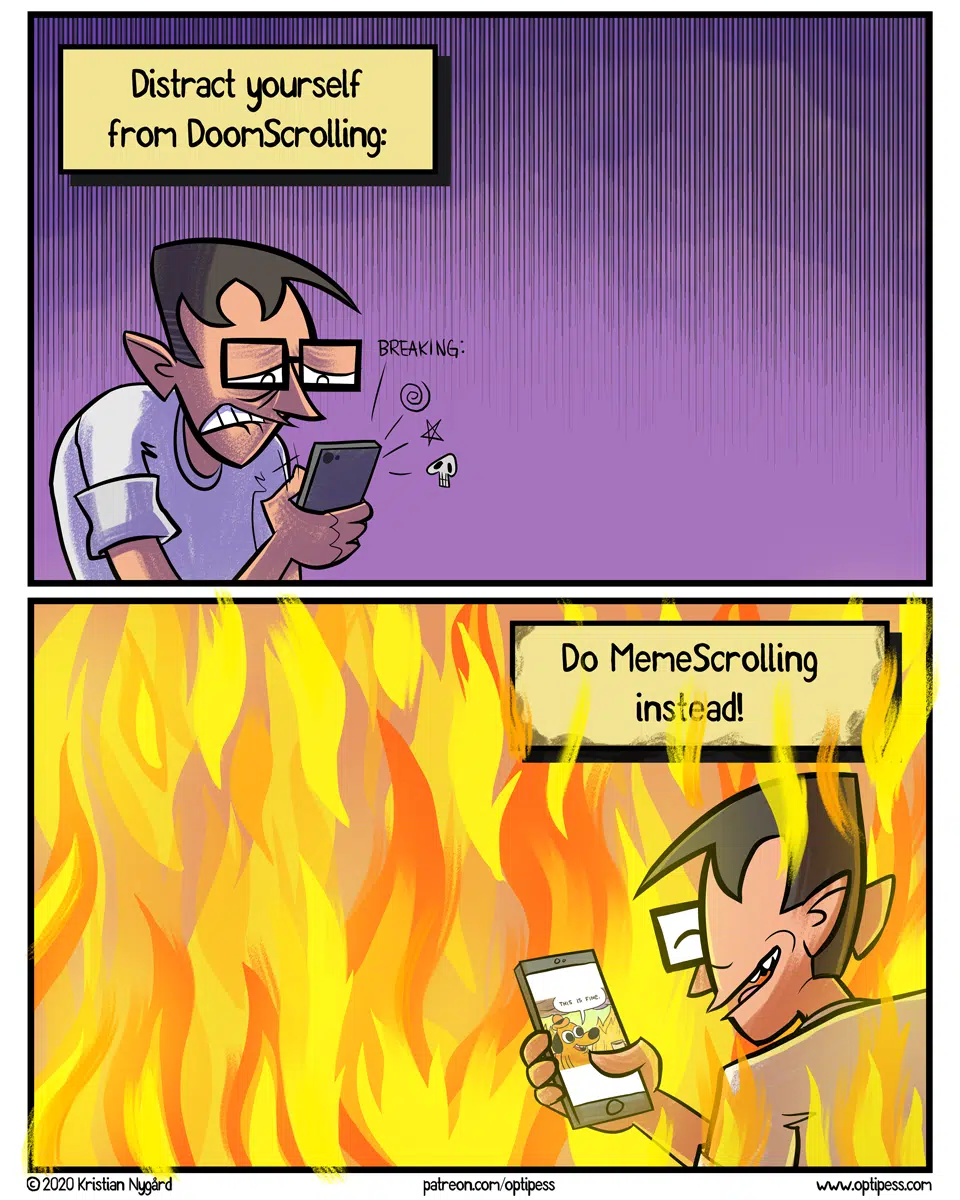 Distract yourself
from DoomScrolling:
BREAKING:
Do MemeScrolling
instead!
THIS IS FINE.
© 2020 Kristian Nygård
patreon.com/optipess
www.optipess.com